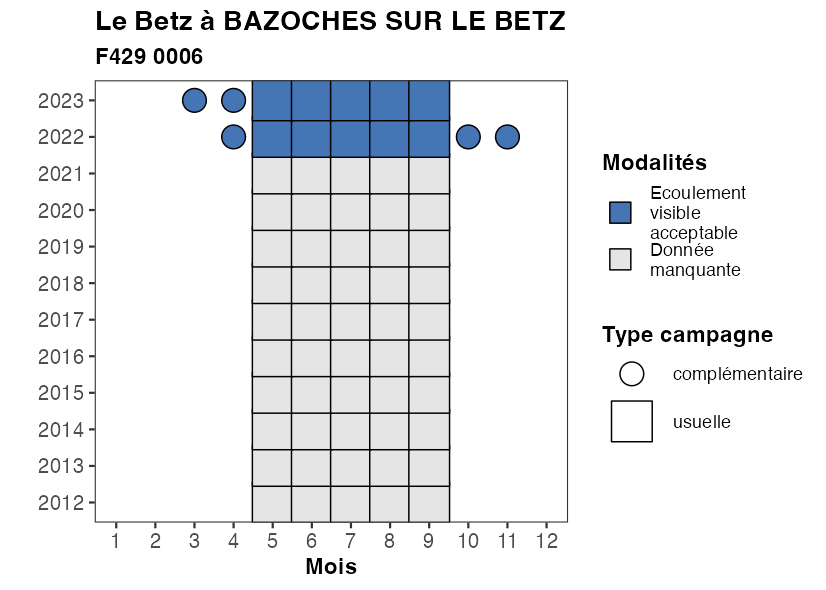 Le Betz à BAZOCHES SUR LE BETZ
F429 0006
2023
2022
2021
2020
2019
2018
2017
2016
2015
2014
2013
2012
1 2 3 4 5 6 7 8 9 10 11 12
Mois
Modalités
Ecoulement
visible
acceptable
Donnée
manquante
Type campagne
complémentaire
usuelle